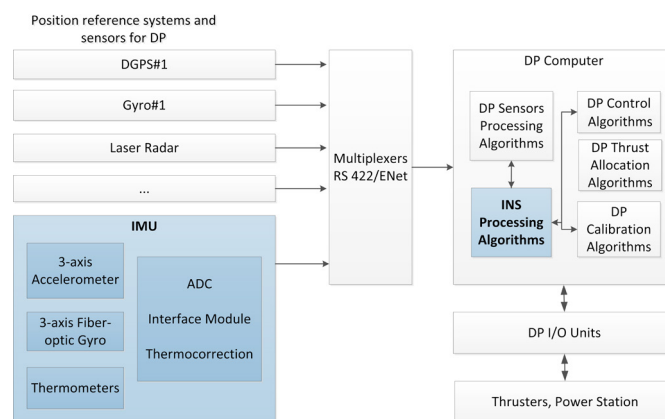 Position reference systems and
sensors for DP
DGPS#1
Gyro#1
Laser Radar
...
IMU
3-axis
Accelerometer
3-axis Fiber-
optic Gyro
Thermometers
ADC
Interface Module
Thermocorrection
Multiplexers
RS 422/ENet
DP Computer
DP Sensors
Processing
Algorithms
INS
Processing
Algorithms
DP Control
Algorithms
DP Thrust
Allocation
Algorithms
DP
Calibration
Algorithms
DP I/O Units
Thrusters, Power Station